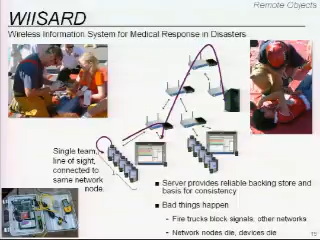 Remote Objects
WIISARD
Wireless Information System for Medical Response in Disasters
Single team,
line of sight,
connected to
same network
node.
■ Server provides reliable backing store and
basis for consistency
■ Bad things happen
- Fire trucks block signals; other networks
- Network nodes die, devices die
15